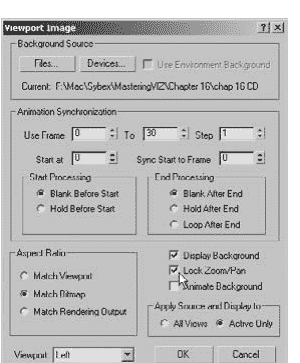 Viewport Image
Background Source
Files... Devices... Use Environment Background
Current: F:\Mac\Sybex\MasteringVIZ\Chapter 16\chap 16 CD
Animation Synchronization
Use Frame 0 To 30 Step 1
Start at 0 Sync Start to Frame 0
Start Processing End Processing
Blank Before Start Blank After End
Hold Before Start Hold After End
Loop After End
Aspect Ratio
Display Background
Match Viewport Lock Zoom/Pan
Match Bitmap Animate Background
Match Rendering Output Apply Source and Display to
All Views Active Only
Viewport Left OK Cancel